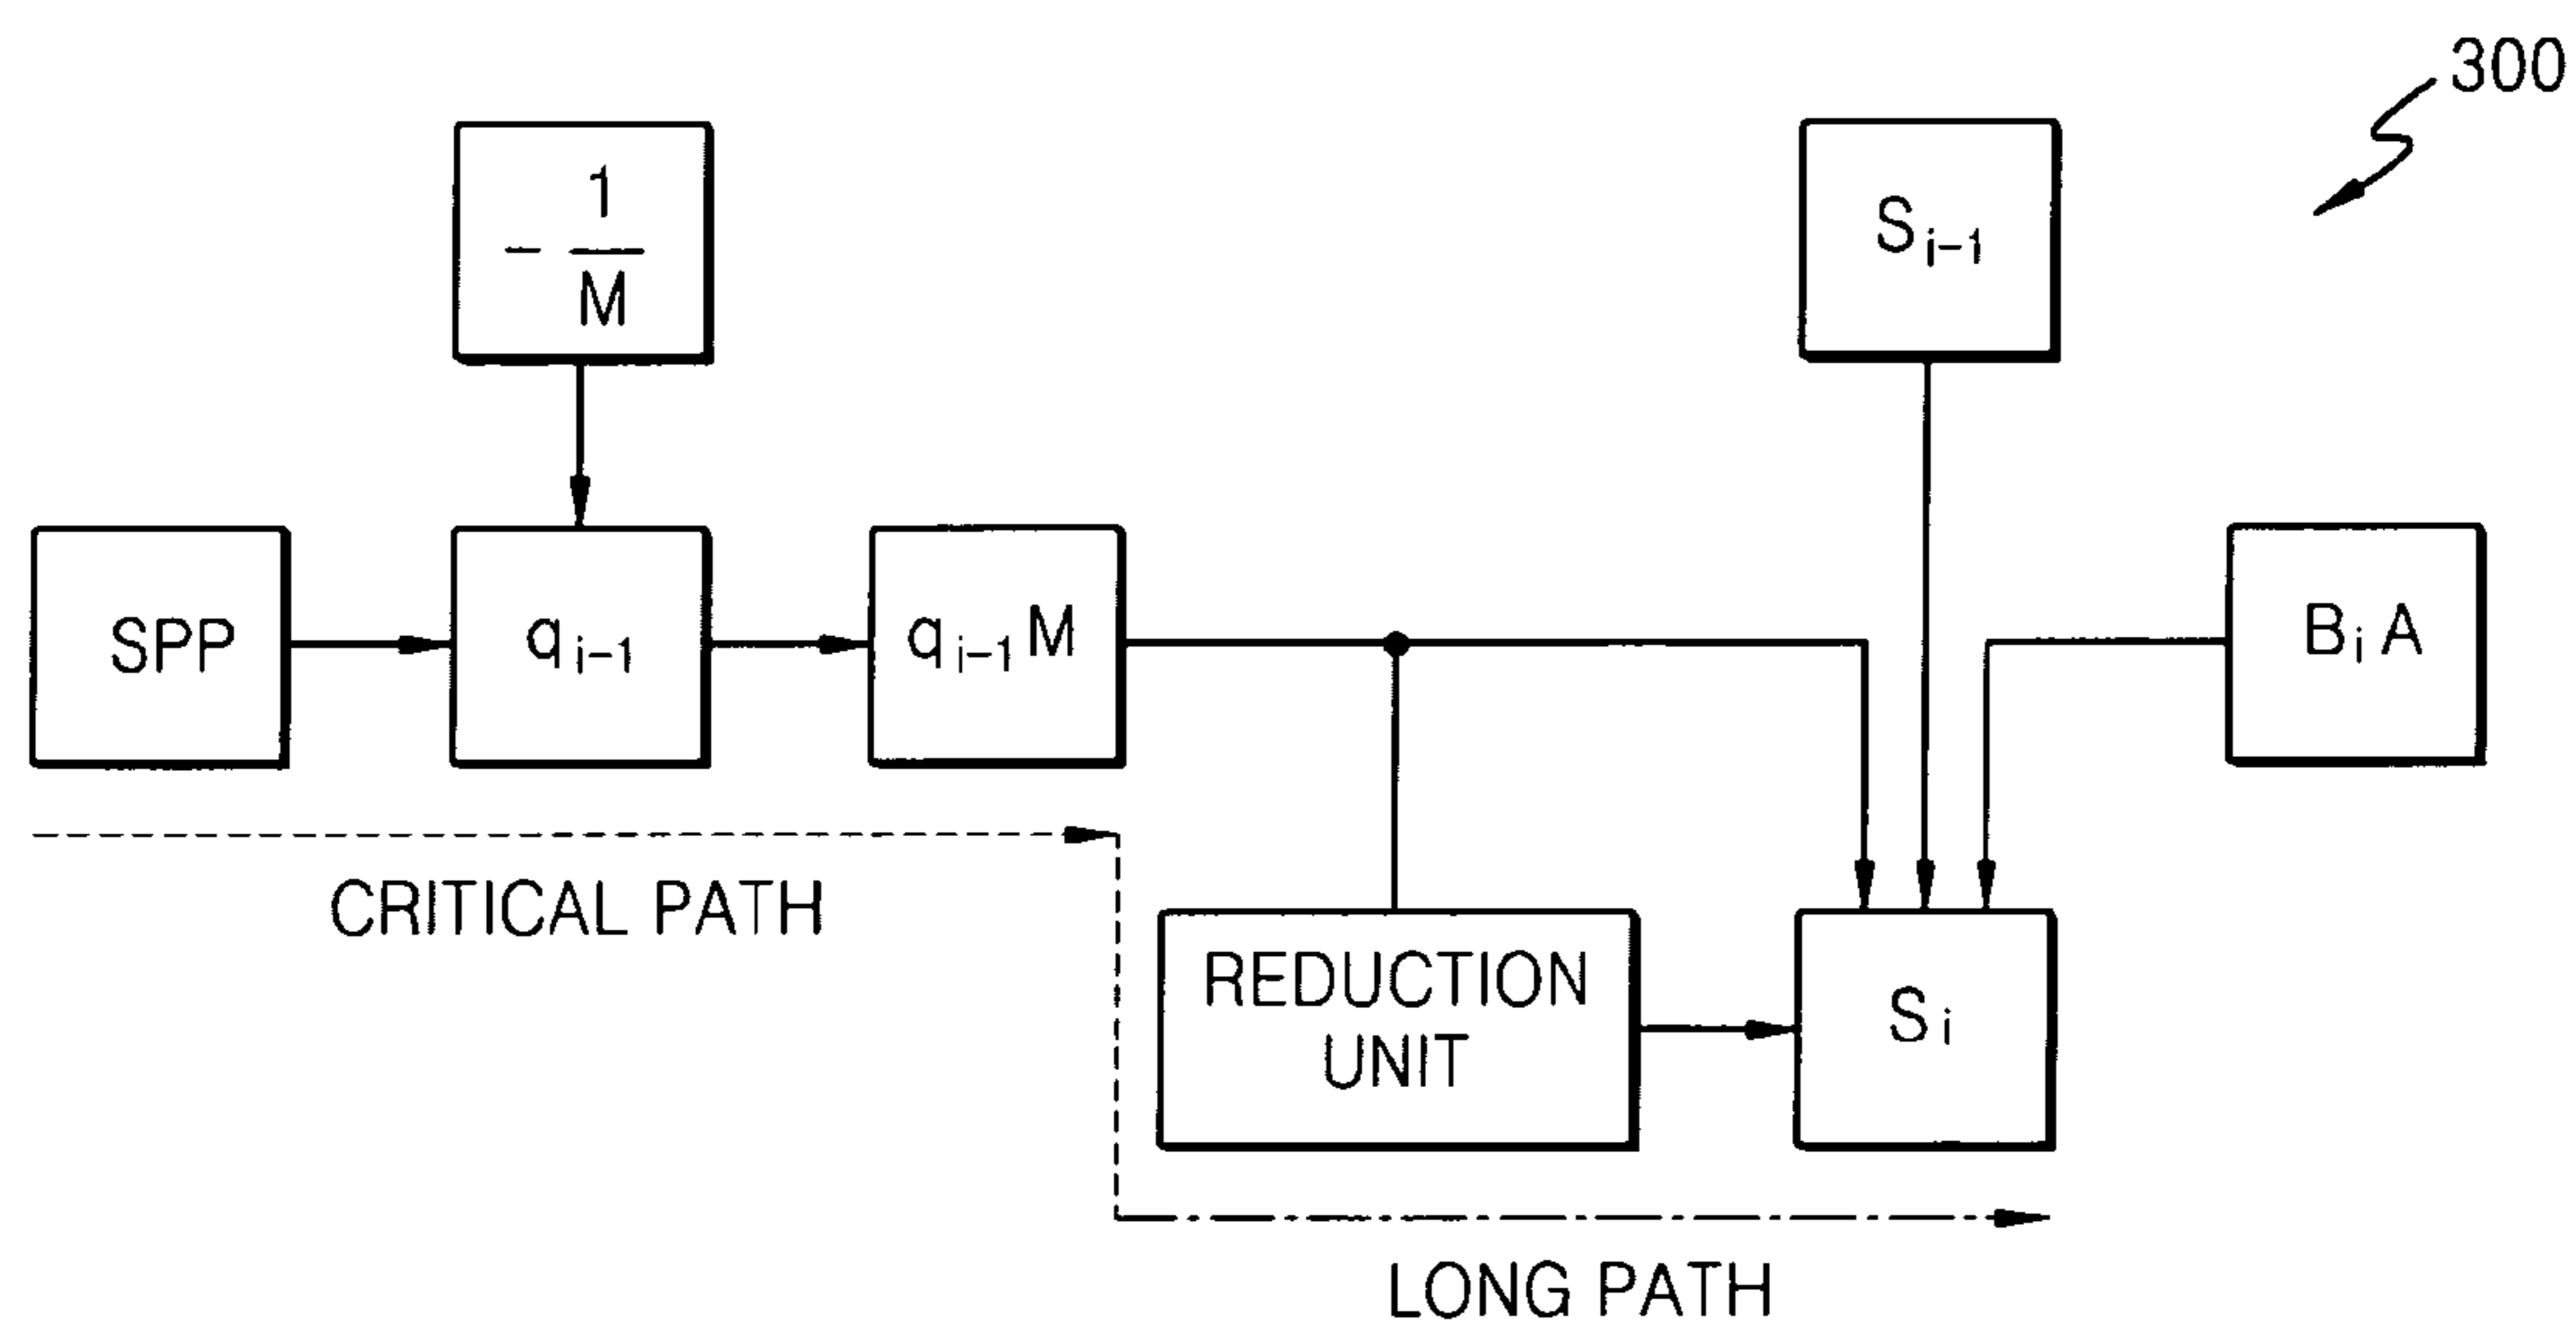 300
- 1/M
S i-1
SPP
q i-1
q i-1 M
B i A
CRITICAL PATH
REDUCTION
UNIT
S i
LONG PATH